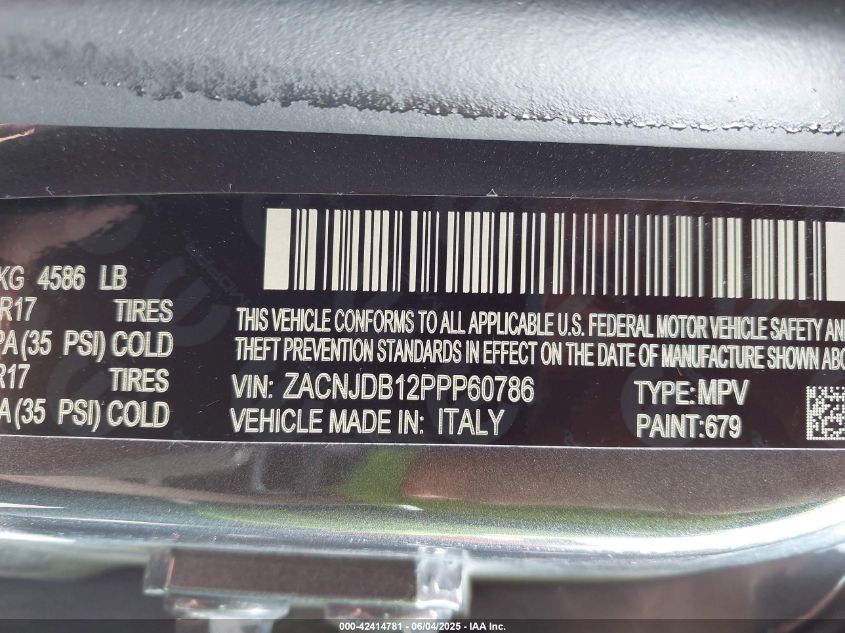 KG 4586 LB
R17 TIRES
PA(35 PSI) COLD
R17 TIRES
A(35 PSI) COLD
THIS VEHICLE CONFORMS TO ALL APPLICABLE U.S. FEDERAL MOTOR VEHICLE SAFETY AND
THEFT PREVENTION STANDARDS IN EFFECT ON THE DATE OF MANUFACTURE SHOWN ABO
VIN: ZACNJDB12PPP60786 TYPE: MPV
VEHICLE MADE IN: ITALY PAINT: 679
000-42414781 - 06/04/2025 - IAA Inc.